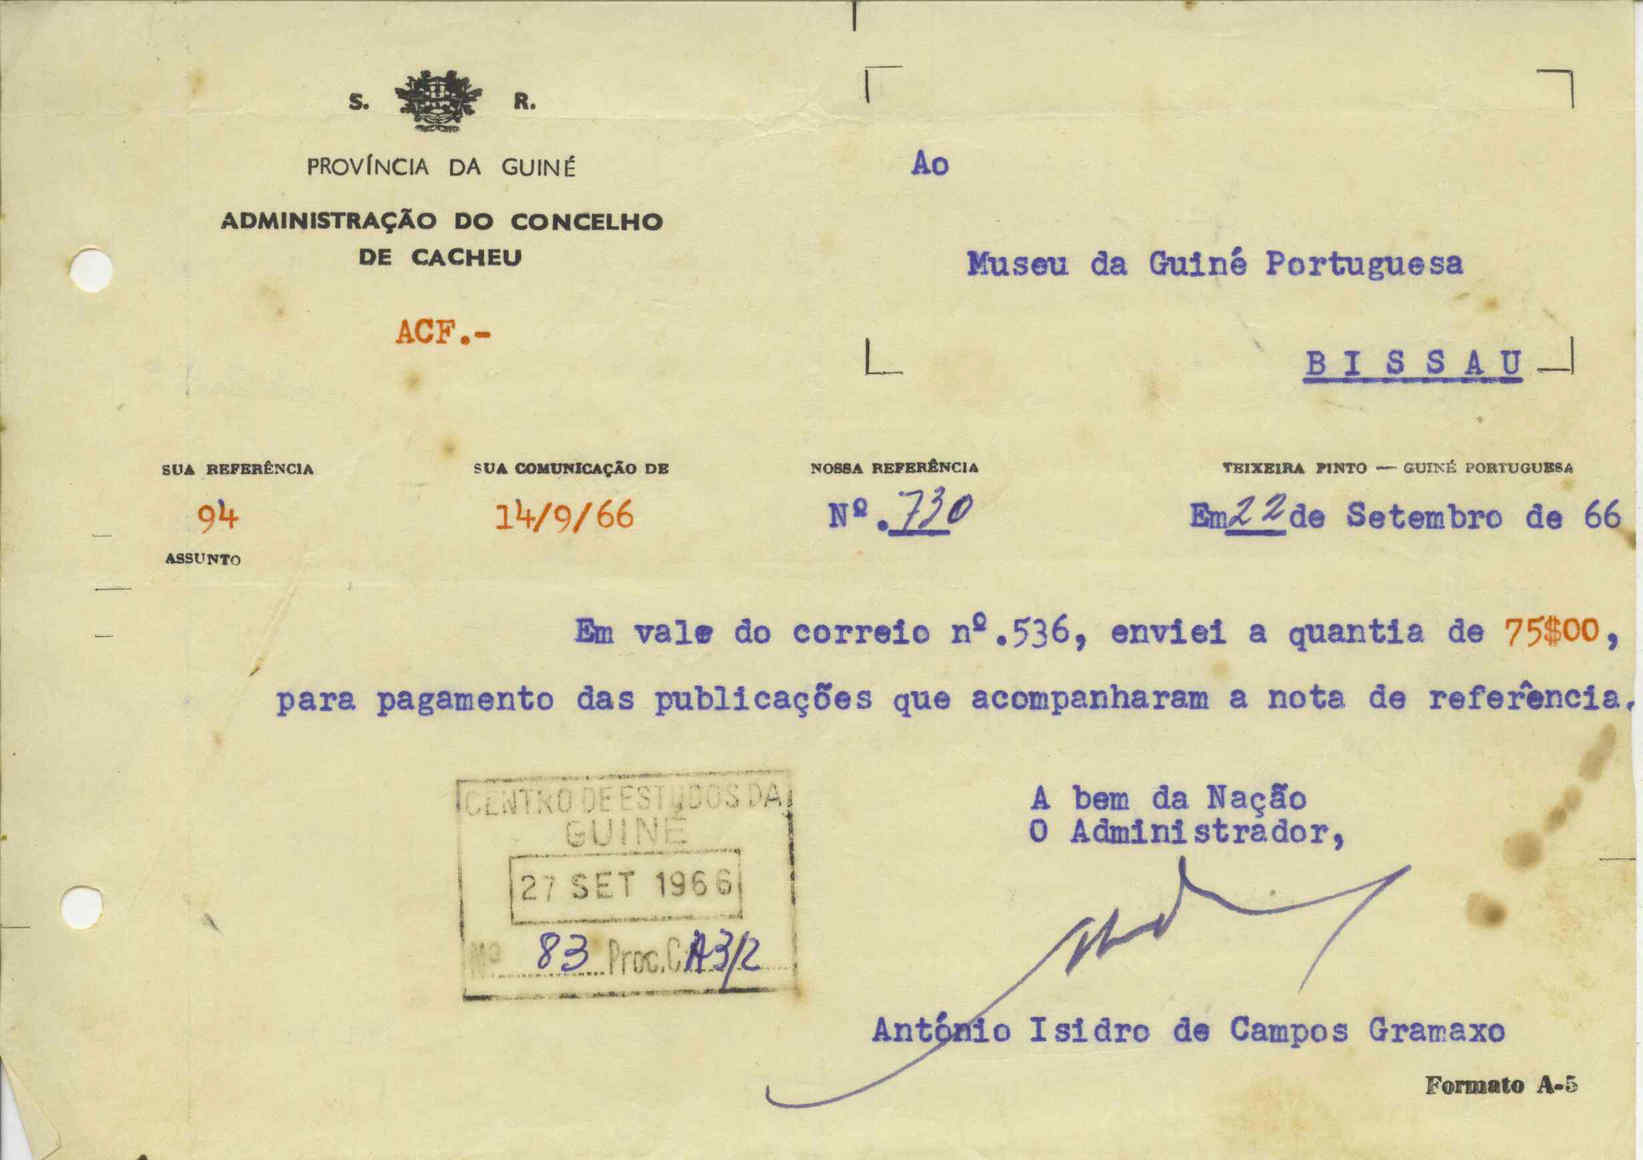 S. R.
PROVÍNCIA DA GUINÉ
ADMINISTRAÇÃO DO CONCELHO
DE CACHEU
ACF.-
Ao
Museu da Guiné Portuguesa
B I S S A U
SUA REFERÊNCIA SUA COMUNICAÇÃO DE NOSSA REFERÊNCIA TEIXEIRA PINTO — GUINÉ PORTUGUESA
94 14/9/66 Nº.730 Em 22 de Setembro de 66
ASSUNTO
Em vale do correio nº.536, enviei a quantia de 75$00,
para pagamento das publicações que acompanharam a nota de referência.
A bem da Nação
O Administrador,
CENTRO DE ESTUDOS DA
GUINÉ
27 SET 1966
Nº 83 Proc. C A3/2
António Isidro de Campos Gramaxo
Formato A-5